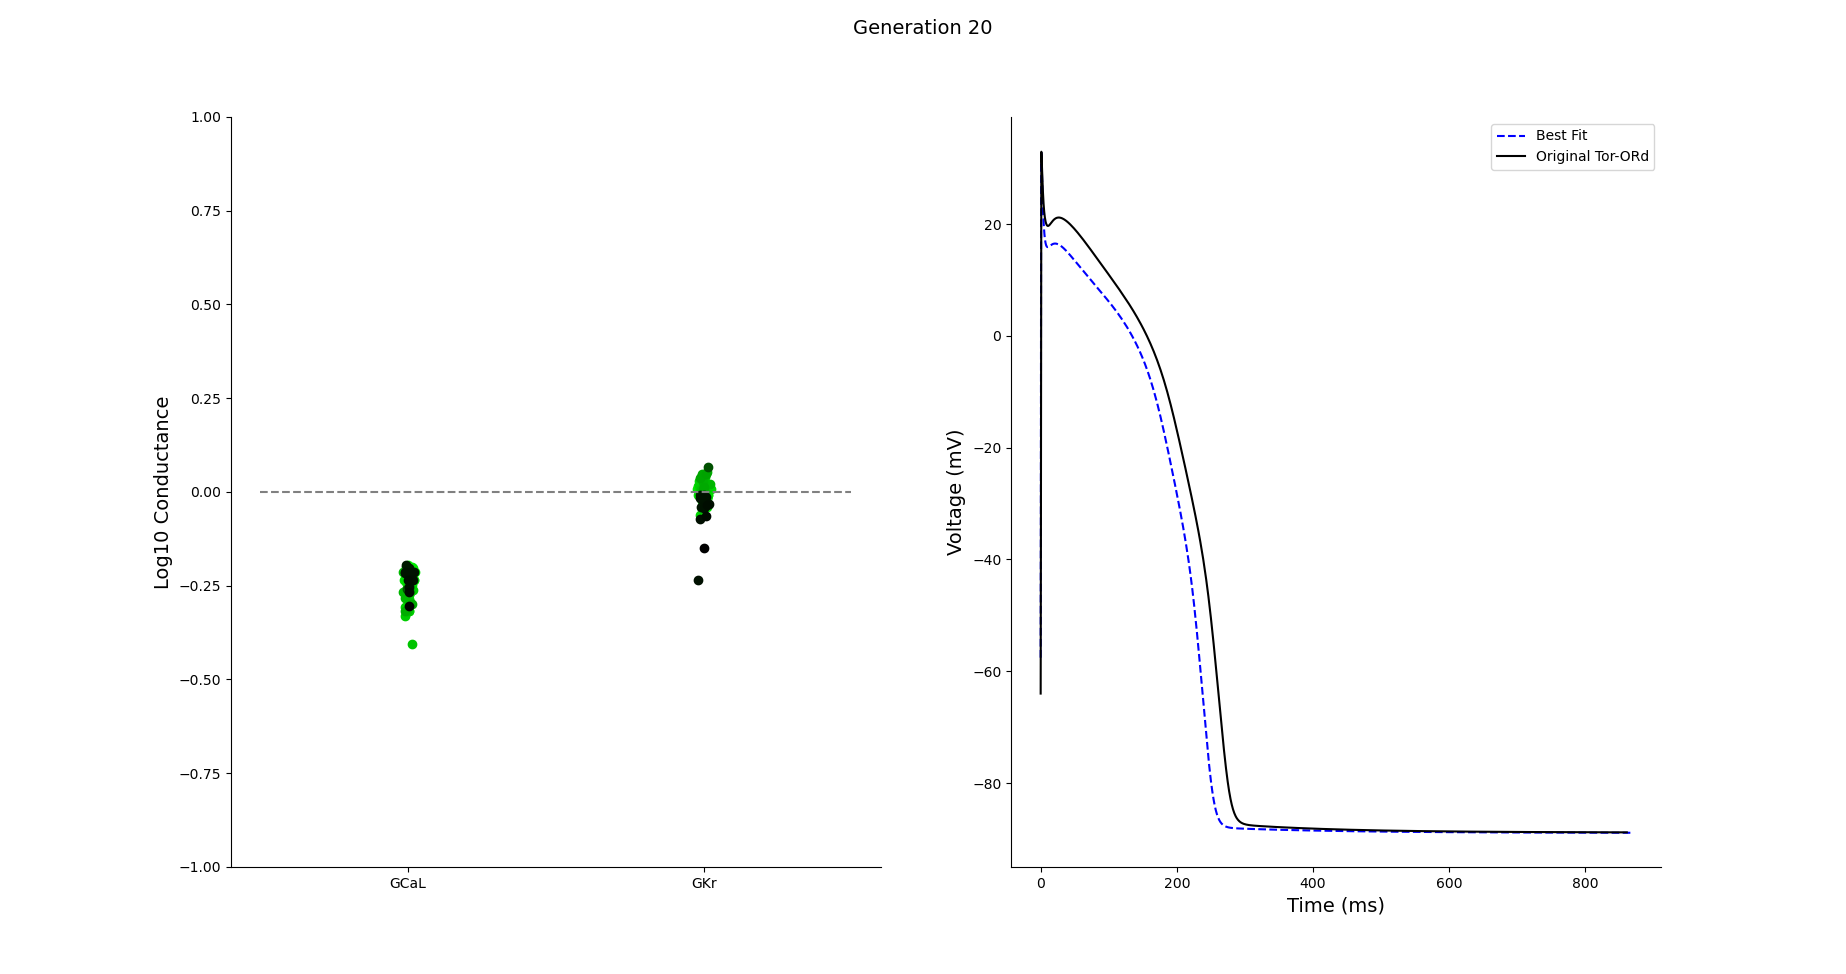 Generation 20
1.00
0.75
0.50
0.25
0.00
−0.25
−0.50
−0.75
−1.00
Log10 Conductance
GCaL
GKr
Best Fit
Original Tor-ORd
20
0
−20
−40
−60
−80
Voltage (mV)
0
200
400
600
800
Time (ms)